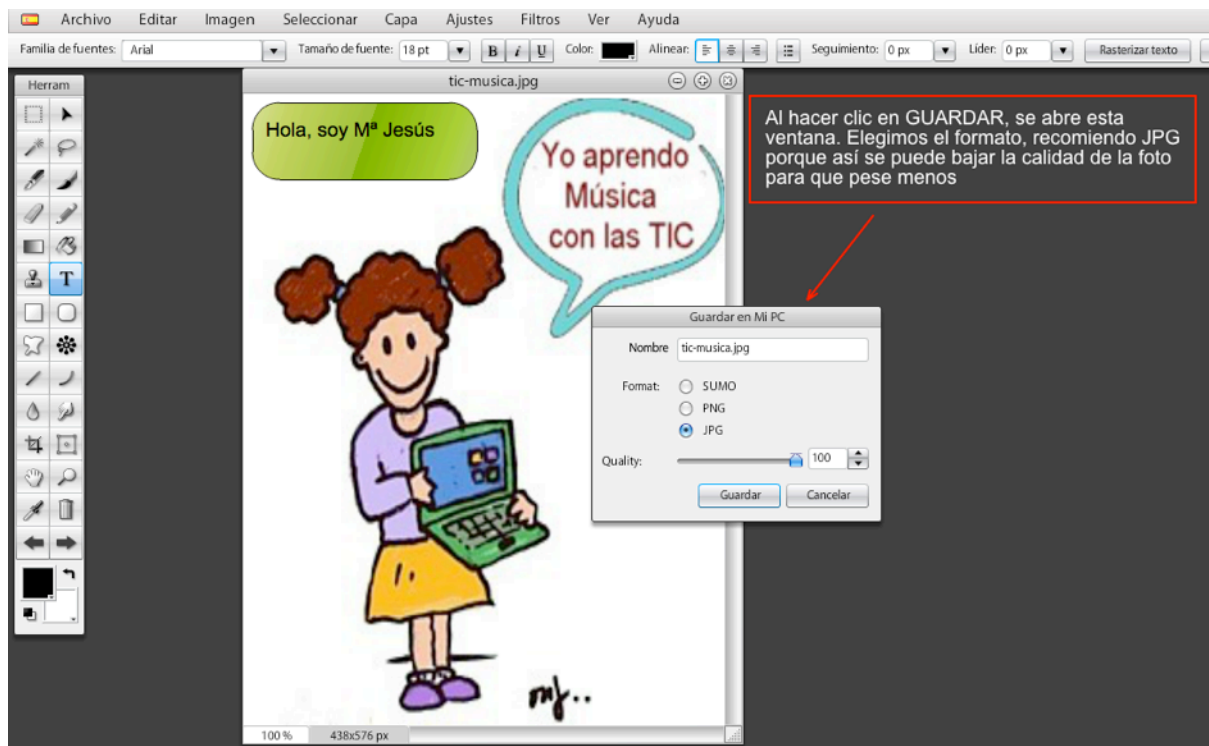 Archivo Editar Imagen Seleccionar Capa Ajustes Filtros Ver Ayuda
Familia de fuentes: Arial Tamaño de fuente: 18 pt B i U Color: Alinear: Seguimiento: 0 px Líder: 0 px Rasterizar texto
Herram
T
tic-musica.jpg
Hola, soy Mª Jesús
Yo aprendo
Música
con las TIC
Al hacer clic en GUARDAR, se abre esta
ventana. Elegimos el formato, recomiendo JPG
porque así se puede bajar la calidad de la foto
para que pese menos
Guardar en Mi PC
Nombre tic-musica.jpg
Format: SUMO
PNG
JPG
Quality: 100
Guardar Cancelar
mj..
100 % 438x576 px